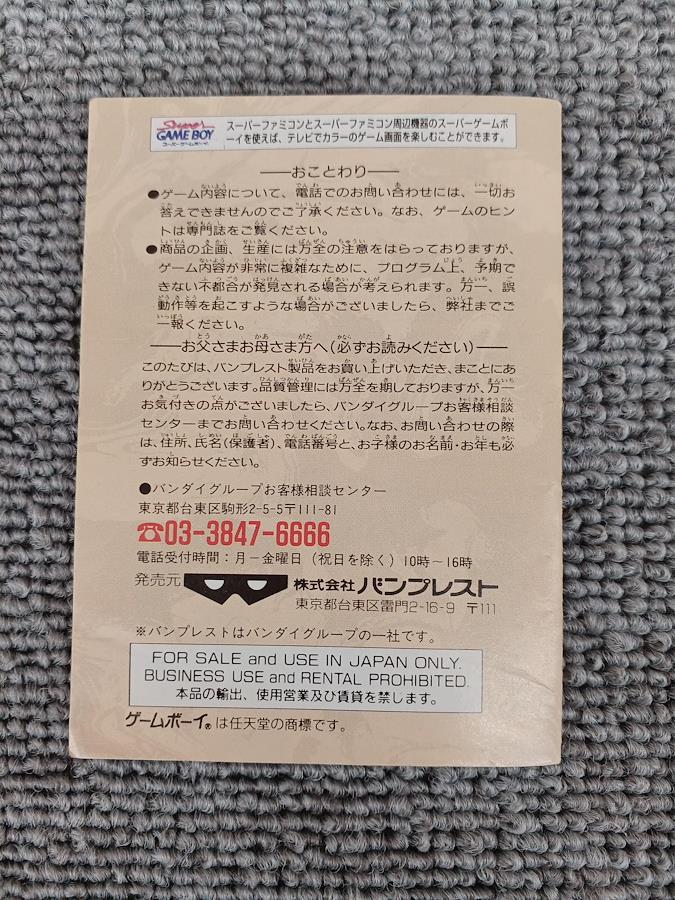 Super
GAME BOY
スーパーゲームボーイ
スーパーファミコンとスーパーファミコン周辺機器のスーパーゲームボ
ーイを使えば、テレビでカラーのゲーム画面を楽しむことができます。
おことわり
●ゲーム内容について、電話でのお問い合わせには、一切お
答えできませんのでご了承ください。なお、ゲームのヒン
トは専門誌をご覧ください。
●商品の企画、生産には万全の注意をはらっておりますが、
ゲーム内容が非常に複雑なために、プログラム上、予期で
きない不都合が発見される場合が考えられます。万一、誤
動作等を起こすような場合がございましたら、弊社までご
一報ください。
お父さまお母さま方へ(必ずお読みください)
このたびは、バンプレスト製品をお買い上げいただき、まことにあ
りがとうございます。品質管理には万全を期しておりますが、万一
お気付きの点がございましたら、バンダイグループお客様相談
センターまでお問い合わせください。なお、お問い合わせの際
は、住所、氏名(保護者)、電話番号と、お子様のお名前・お年も必
ずお知らせください。
●バンダイグループお客様相談センター
東京都台東区駒形2-5-5〒111-81
☎03-3847-6666
電話受付時間:月－金曜日(祝日を除く)10時～16時
発売元 株式会社バンプレスト
東京都台東区雷門2-16-9 〒111
※バンプレストはバンダイグループの一社です。
FOR SALE and USE IN JAPAN ONLY.
BUSINESS USE and RENTAL PROHIBITED.
本品の輸出、使用営業及び賃貸を禁じます。
ゲームボーイ®は任天堂の商標です。